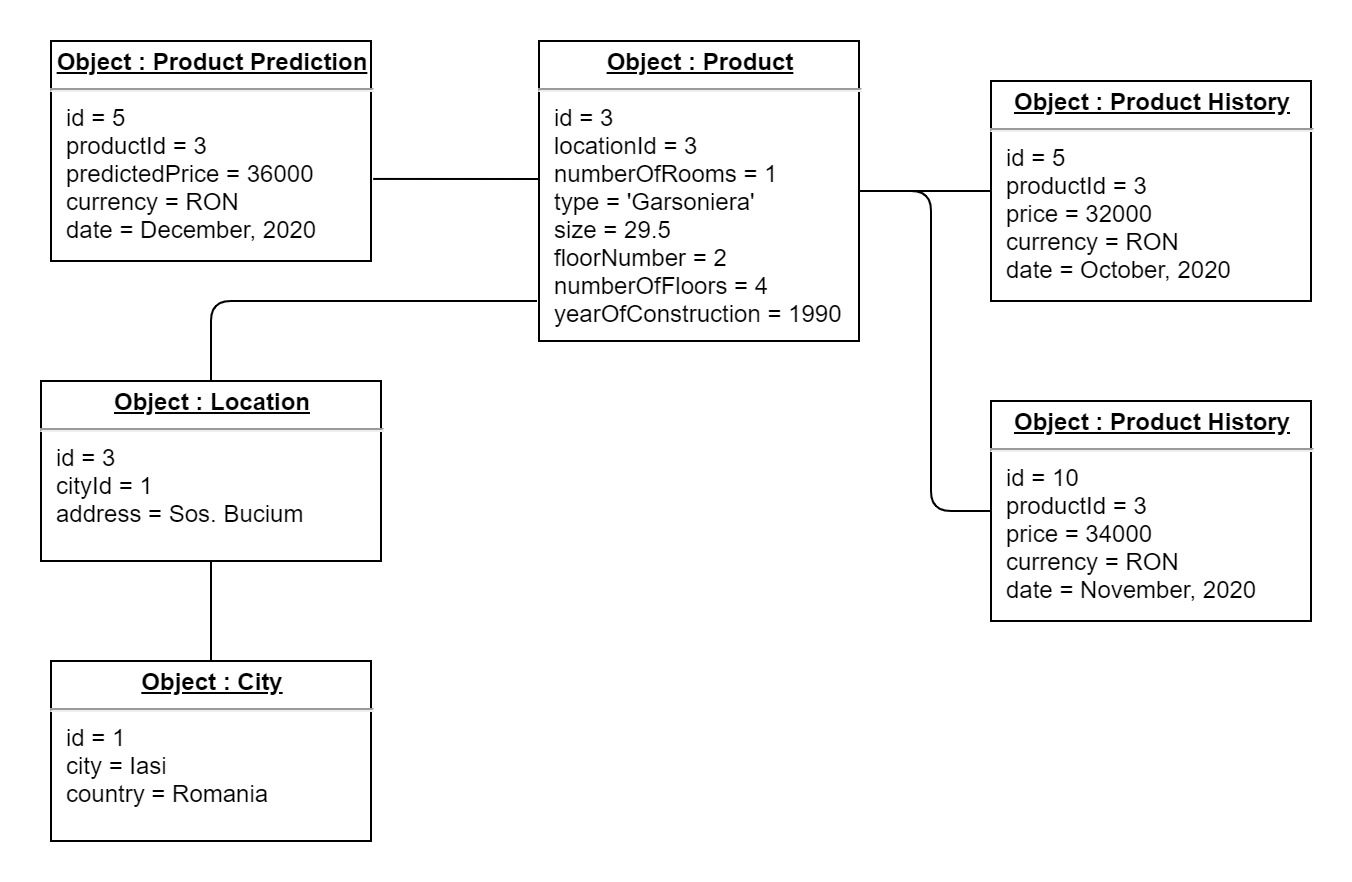 Object : Product Prediction
id = 5
productId = 3
predictedPrice = 36000
currency = RON
date = December, 2020
Object : Product
id = 3
locationId = 3
numberOfRooms = 1
type = 'Garsoniera'
size = 29.5
floorNumber = 2
numberOfFloors = 4
yearOfConstruction = 1990
Object : Product History
id = 5
productId = 3
price = 32000
currency = RON
date = October, 2020
Object : Location
id = 3
cityId = 1
address = Sos. Bucium
Object : Product History
id = 10
productId = 3
price = 34000
currency = RON
date = November, 2020
Object : City
id = 1
city = Iasi
country = Romania